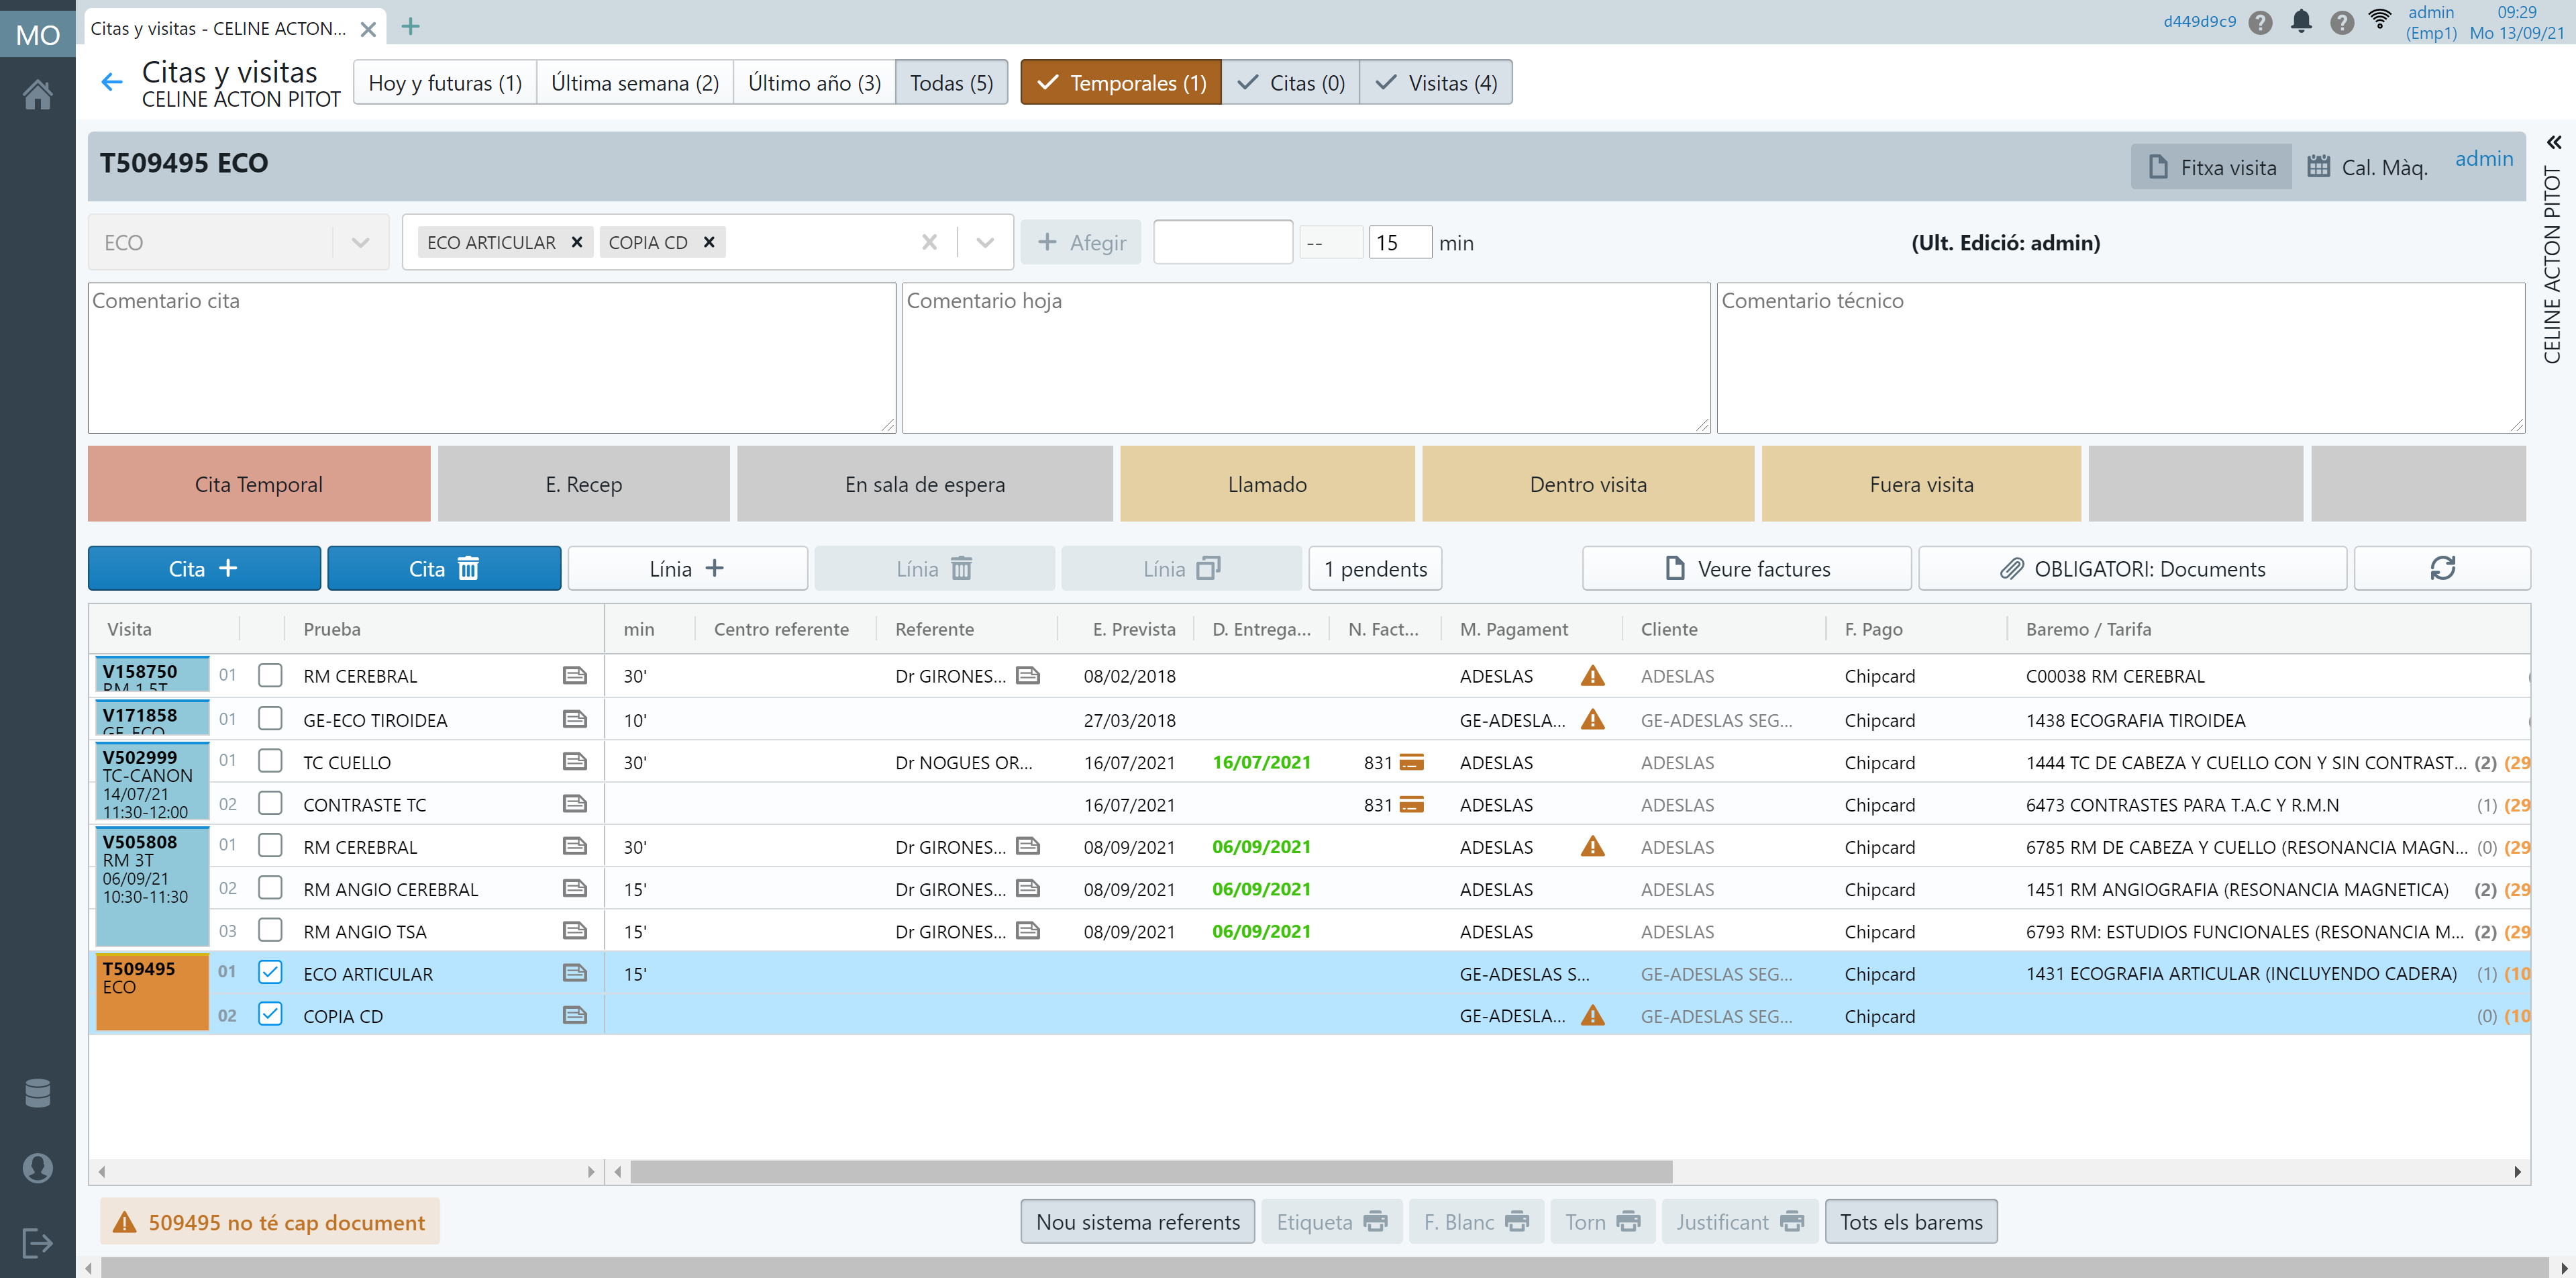 MO
Citas y visitas - CELINE ACTON...
d449d9c9
admin
(Emp1)
09:29
Mo 13/09/21
Citas y visitas
CELINE ACTON PITOT
Hoy y futuras (1)
Última semana (2)
Último año (3)
Todas (5)
Temporales (1)
Citas (0)
Visitas (4)
T509495 ECO
Fitxa visita
Cal. Màq.
admin
CELINE ACTON PITOT
ECO
ECO ARTICULAR
COPIA CD
Afegir
--
15
min
(Ult. Edició: admin)
Comentario cita
Comentario hoja
Comentario técnico
Cita Temporal
E. Recep
En sala de espera
Llamado
Dentro visita
Fuera visita
Cita
Cita
Línia
Línia
Línia
1 pendents
Veure factures
OBLIGATORI: Documents
Visita Prueba min Centro referente Referente E. Prevista D. Entrega... N. Fact... M. Pagament Cliente F. Pago Baremo / Tarifa
V158750
RM 1.5T
01 RM CEREBRAL 30' Dr GIRONES... 08/02/2018 ADESLAS ADESLAS Chipcard C00038 RM CEREBRAL
V171858
GE-ECO
01 GE-ECO TIROIDEA 10' 27/03/2018 GE-ADESLA... GE-ADESLAS SEG... Chipcard 1438 ECOGRAFIA TIROIDEA
V502999
TC-CANON
14/07/21
11:30-12:00
01 TC CUELLO 30' Dr NOGUES OR... 16/07/2021 16/07/2021 831 ADESLAS ADESLAS Chipcard 1444 TC DE CABEZA Y CUELLO CON Y SIN CONTRAST... (2) (29
02 CONTRASTE TC 16/07/2021 831 ADESLAS ADESLAS Chipcard 6473 CONTRASTES PARA T.A.C Y R.M.N (1) (29
V505808
RM 3T
06/09/21
10:30-11:30
01 RM CEREBRAL 30' Dr GIRONES... 08/09/2021 06/09/2021 ADESLAS ADESLAS Chipcard 6785 RM DE CABEZA Y CUELLO (RESONANCIA MAGN... (0) (29
02 RM ANGIO CEREBRAL 15' Dr GIRONES... 08/09/2021 06/09/2021 ADESLAS ADESLAS Chipcard 1451 RM ANGIOGRAFIA (RESONANCIA MAGNETICA) (2) (29
03 RM ANGIO TSA 15' Dr GIRONES... 08/09/2021 06/09/2021 ADESLAS ADESLAS Chipcard 6793 RM: ESTUDIOS FUNCIONALES (RESONANCIA M... (2) (29
T509495
ECO
01 ECO ARTICULAR 15' GE-ADESLAS S... GE-ADESLAS SEG... Chipcard 1431 ECOGRAFIA ARTICULAR (INCLUYENDO CADERA) (1) (10
02 COPIA CD GE-ADESLA... GE-ADESLAS SEG... Chipcard (0) (10
509495 no té cap document
Nou sistema referents
Etiqueta
F. Blanc
Torn
Justificant
Tots els barems